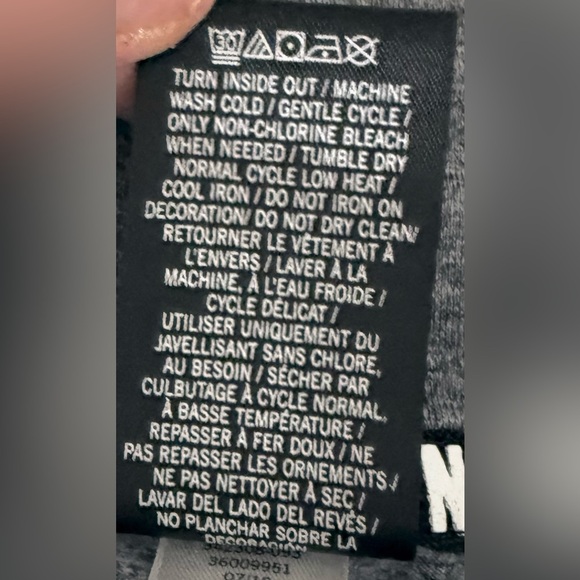 30
TURN INSIDE OUT / MACHINE
WASH COLD / GENTLE CYCLE /
ONLY NON-CHLORINE BLEACH
WHEN NEEDED / TUMBLE DRY
NORMAL CYCLE LOW HEAT /
COOL IRON / DO NOT IRON ON
DECORATION/ DO NOT DRY CLEAN/
RETOURNER LE VÊTEMENT À
L'ENVERS / LAVER À LA
MACHINE, À L'EAU FROIDE /
CYCLE DÉLICAT /
UTILISER UNIQUEMENT DU
JAVELLISANT SANS CHLORE,
AU BESOIN / SÉCHER PAR
CULBUTAGE À CYCLE NORMAL,
À BASSE TEMPÉRATURE /
REPASSER À FER DOUX / NE
PAS REPASSER LES ORNEMENTS /
NE PAS NETTOYER À SEC /
LAVAR DEL LADO DEL REVÉS /
NO PLANCHAR SOBRE LA
DECORACIÓN
36009951
N